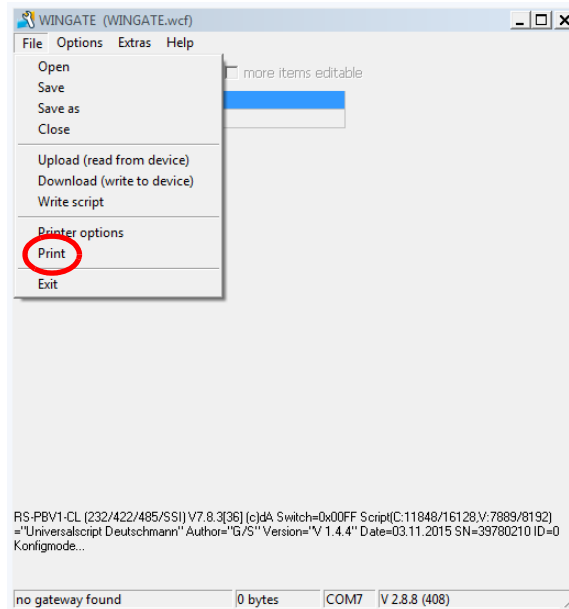 WINGATE (WINGATE.wcf)
File Options Extras Help
more items editable
Open
Save
Save as
Close
Upload (read from device)
Download (write to device)
Write script
Printer options
Print
Exit
RS-PBV1-CL (232/422/485/SSI) V7.8.3[36] (c)dA Switch=0x00FF Script(C:11848/16128,V:7889/8192)
="Universalscript Deutschmann" Author="G/S" Version="V 1.4.4" Date=03.11.2015 SN=39780210 ID=0
Konfigmode...
no gateway found 0 bytes COM7 V 2.8.8 (408)